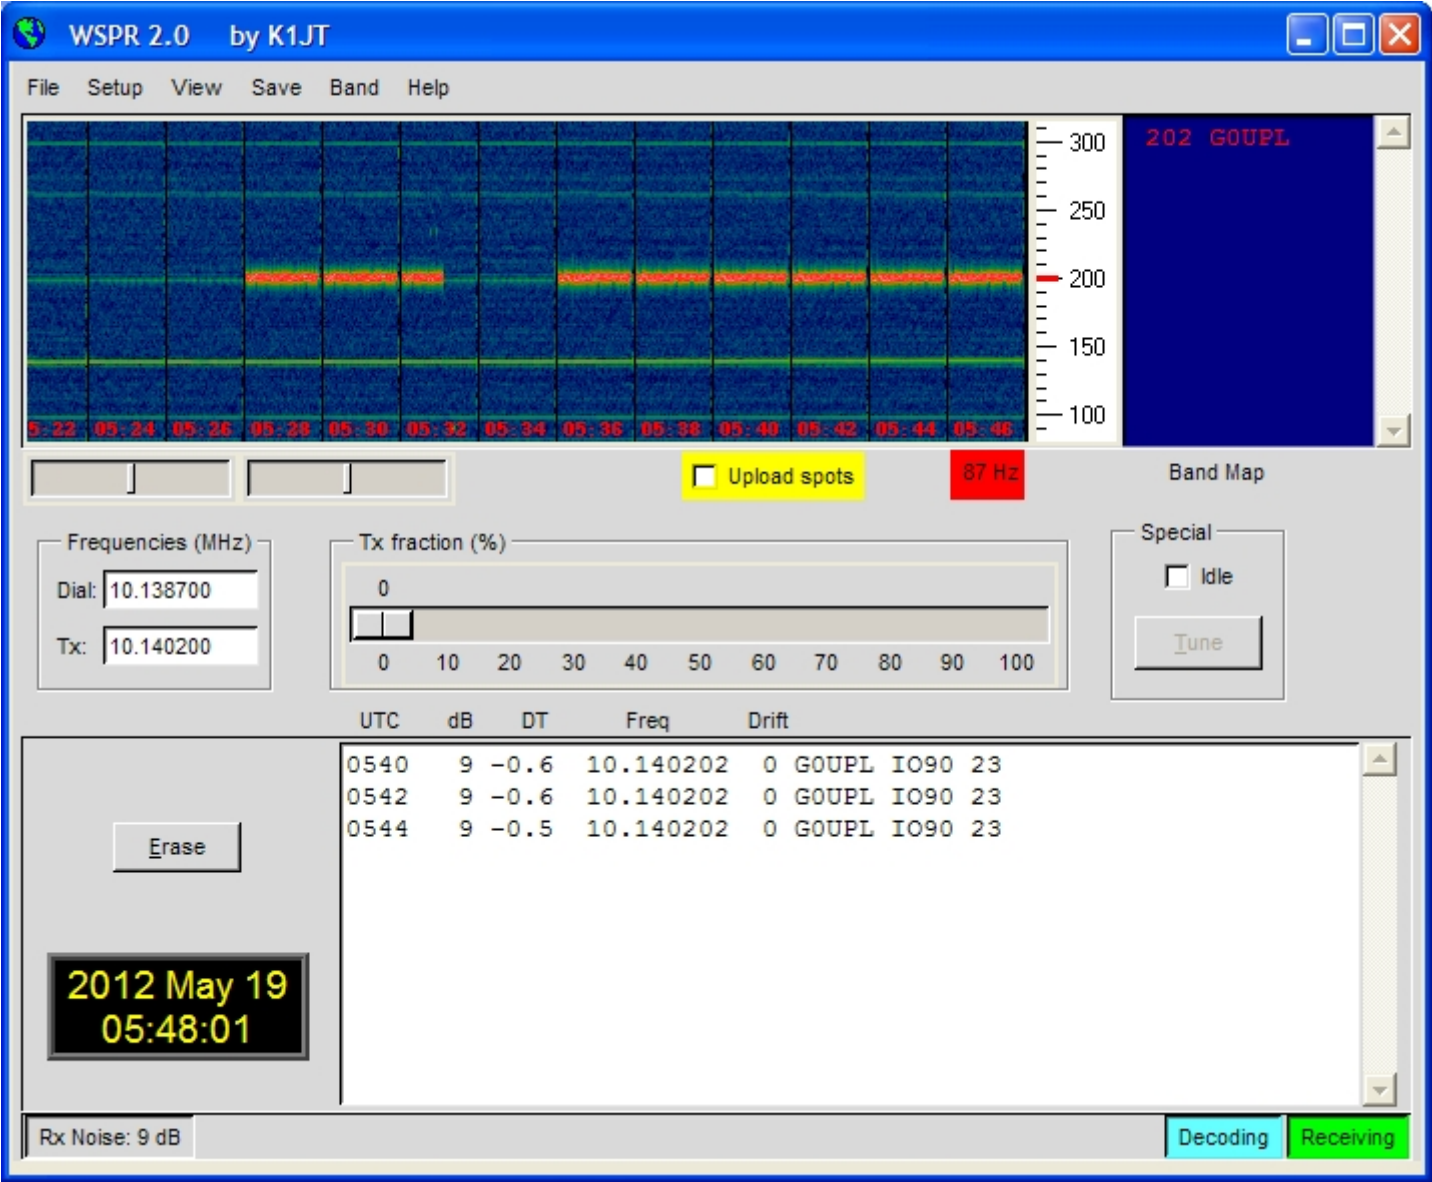 WSPR 2.0 by K1JT
File Setup View Save Band Help
300
250
200
150
100
202 G0UPL
5:22 05:24 05:26 05:28 05:30 05:32 05:34 05:36 05:38 05:40 05:42 05:44 05:46
Upload spots
87 Hz
Band Map
Frequencies (MHz)
Dial: 10.138700
Tx: 10.140200
Tx fraction (%)
0
0 10 20 30 40 50 60 70 80 90 100
Special
Idle
Tune
UTC dB DT Freq Drift
0540 9 -0.6 10.140202 0 G0UPL IO90 23
0542 9 -0.6 10.140202 0 G0UPL IO90 23
0544 9 -0.5 10.140202 0 G0UPL IO90 23
Erase
2012 May 19
05:48:01
Rx Noise: 9 dB
Decoding
Receiving